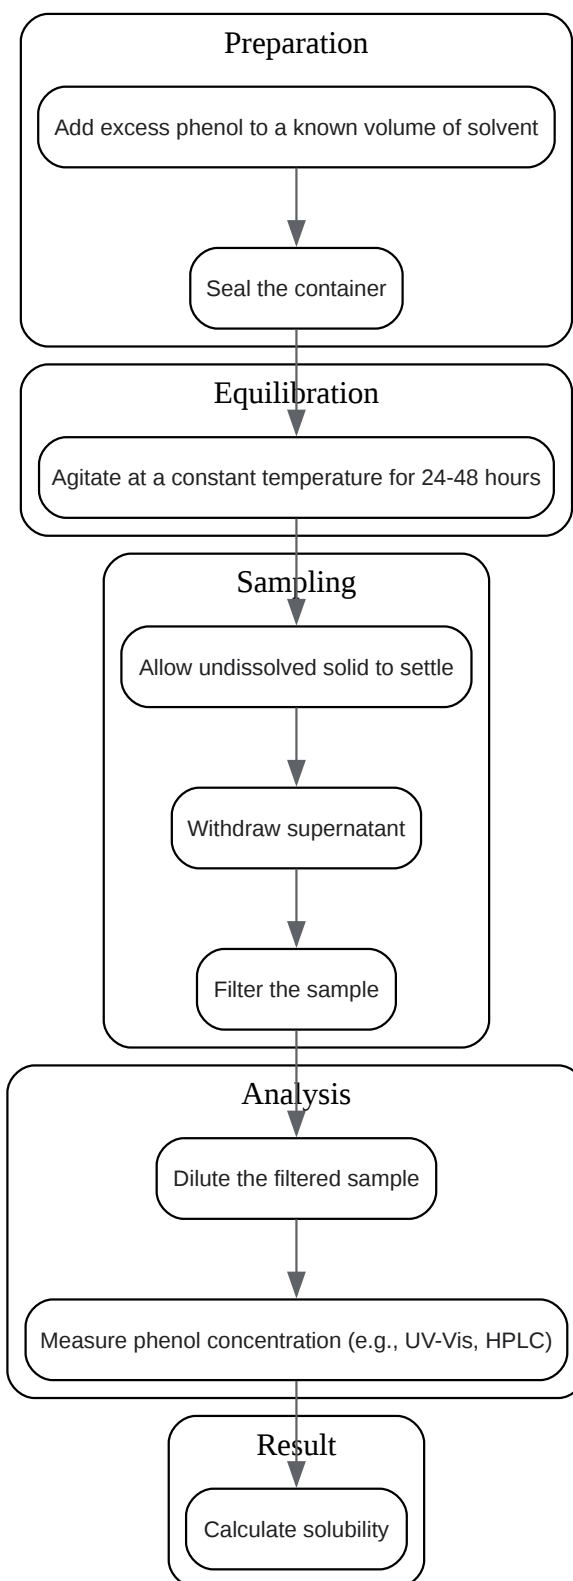 Preparation
Add excess phenol to a known volume of solvent
Seal the container
Equilibration
Agitate at a constant temperature for 24-48 hours
Sampling
Allow undissolved solid to settle
Withdraw supernatant
Filter the sample
Analysis
Dilute the filtered sample
Measure phenol concentration (e.g., UV-Vis, HPLC)
Result
Calculate solubility